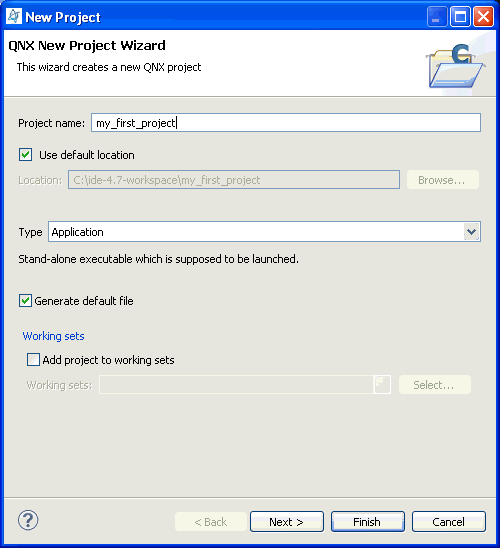 New Project
QNX New Project Wizard
This wizard creates a new QNX project
C
Project name: my_first_project
Use default location
Location: C:\ide-4.7-workspace\my_first_project Browse...
Type Application
Stand-alone executable which is supposed to be launched.
Generate default file
Working sets
Add project to working sets
Working sets: Select...
? < Back Next > Finish Cancel